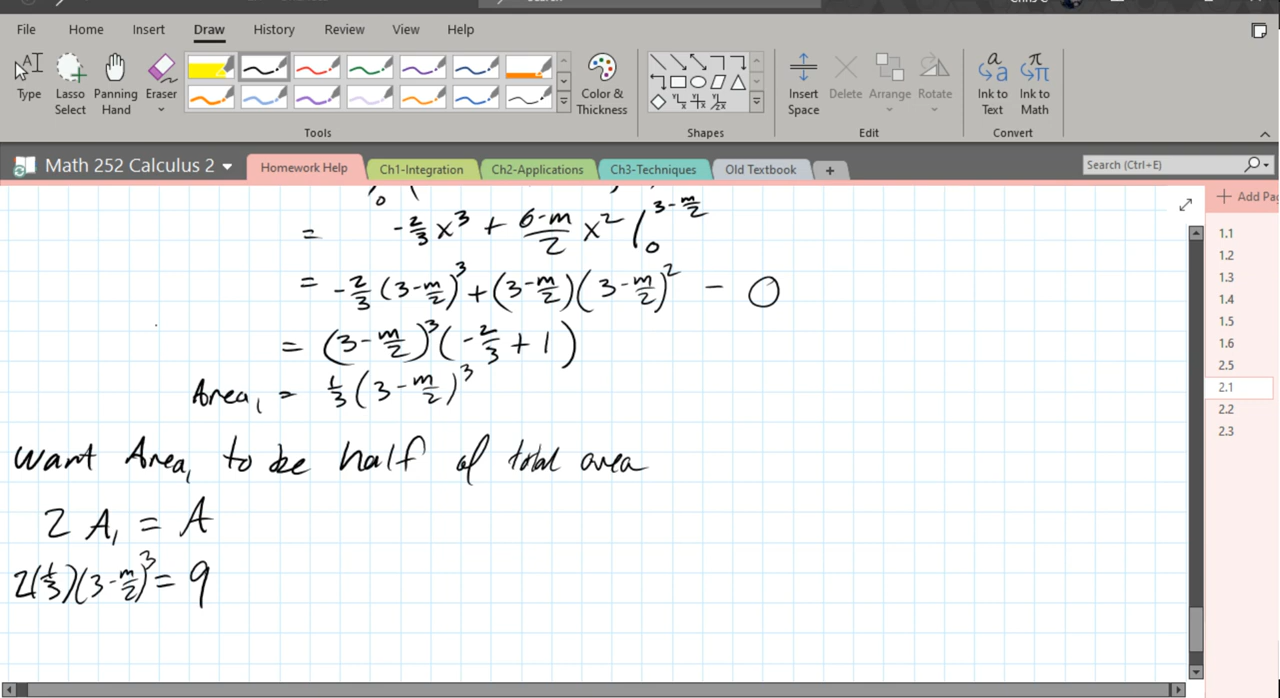 File Home Insert Draw History Review View Help
Type Lasso Select Panning Hand Eraser Color & Thickness Insert Space Delete Arrange Rotate Ink to Text Ink to Math
Tools Shapes Edit Convert
Math 252 Calculus 2 Homework Help Ch1-Integration Ch2-Applications Ch3-Techniques Old Textbook + Search (Ctrl+E)
+ Add Pag
= -2/3 x^3 + (6-m)/2 x^2 |_0^(3-m/2)
= -2/3 (3-m/2)^3 + (3-m/2)(3-m/2)^2 - 0
= (3-m/2)^3 (-2/3 + 1)
Area_1 = 1/3 (3-m/2)^3
want Area_1 to be half of total area
2 A_1 = A
2(1/3)(3-m/2)^3 = 9
1.1
1.2
1.3
1.4
1.5
1.6
2.5
2.1
2.2
2.3